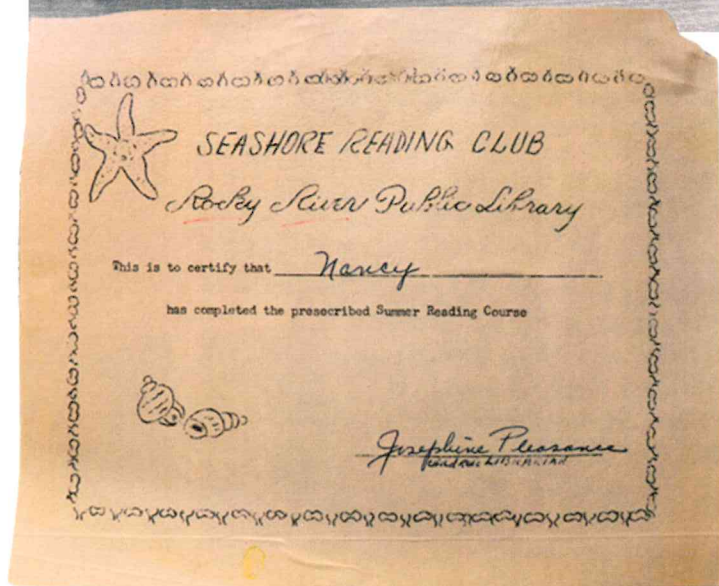 SEASHORE READING CLUB
Rocky River Public Library
This is to certify that Nancy
has completed the presecribed Summer Reading Course
Josephine Pleasance
LIBRARIAN